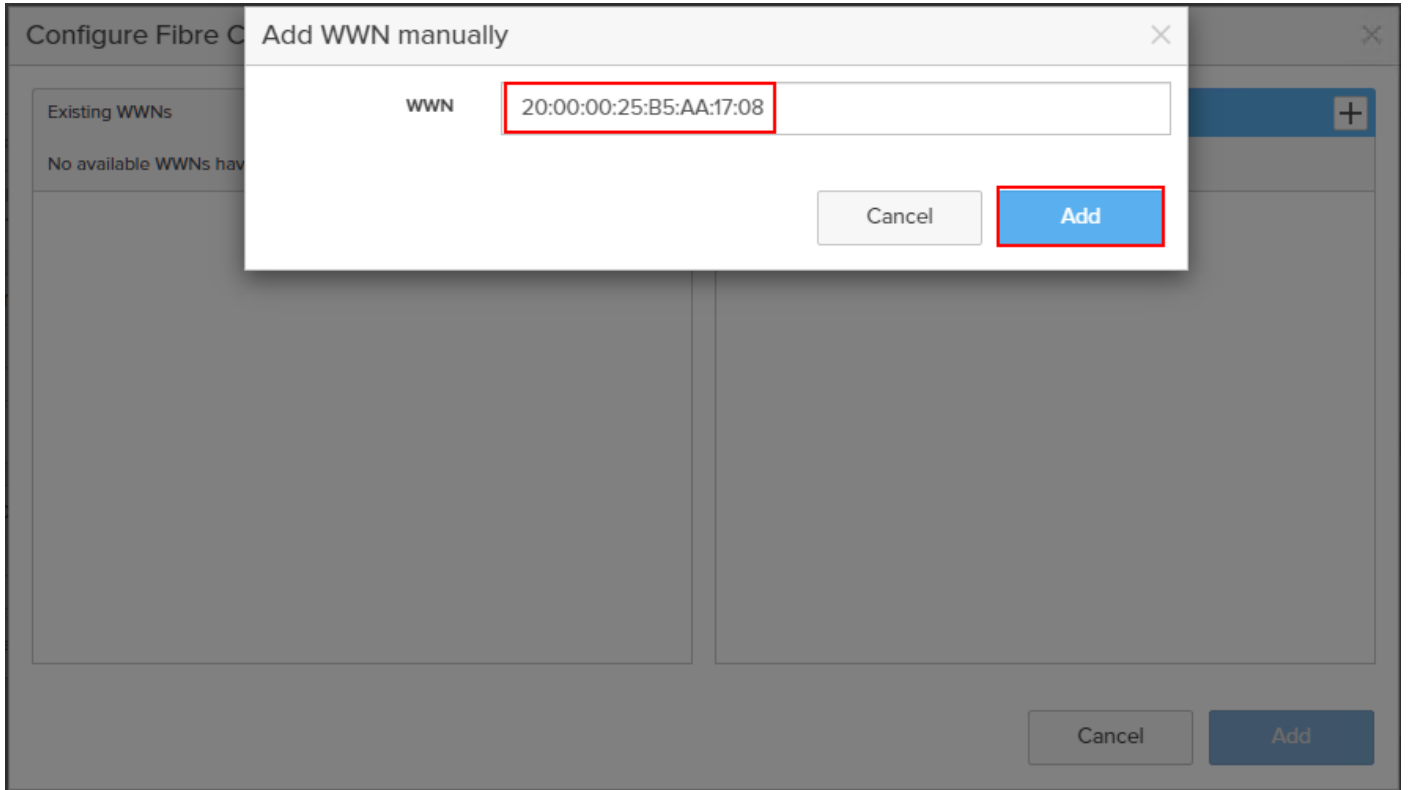 Configure Fibre C
Add WWN manually
WWN
20:00:00:25:B5:AA:17:08
Cancel
Add
Existing WWNs
No available WWNs hav
Cancel
Add